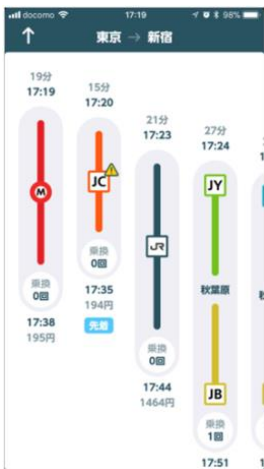 docomo 17:19 98%
東京 → 新宿
19分
17:19
M
乗換
0回
17:38
195円
15分
17:20
JC
乗換
0回
17:35
194円
先着
21分
17:23
JR
乗換
0回
17:44
1464円
27分
17:24
JY
秋葉原
JB
乗換
1回
17:51